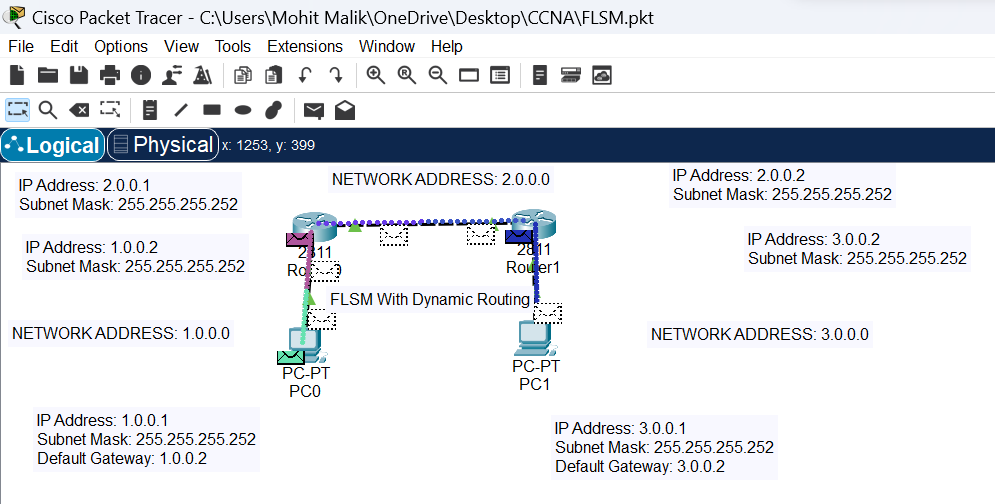 Cisco Packet Tracer - C:\Users\Mohit Malik\OneDrive\Desktop\CCNA\FLSM.pkt
File Edit Options View Tools Extensions Window Help
Logical Physical x: 1253, y: 399
IP Address: 2.0.0.1
Subnet Mask: 255.255.255.252
NETWORK ADDRESS: 2.0.0.0
IP Address: 2.0.0.2
Subnet Mask: 255.255.255.252
IP Address: 1.0.0.2
Subnet Mask: 255.255.255.252
2811
2811
Router1
IP Address: 3.0.0.2
Subnet Mask: 255.255.255.252
FLSM With Dynamic Routing
NETWORK ADDRESS: 1.0.0.0
NETWORK ADDRESS: 3.0.0.0
PC-PT
PC0
PC-PT
PC1
IP Address: 1.0.0.1
Subnet Mask: 255.255.255.252
Default Gateway: 1.0.0.2
IP Address: 3.0.0.1
Subnet Mask: 255.255.255.252
Default Gateway: 3.0.0.2